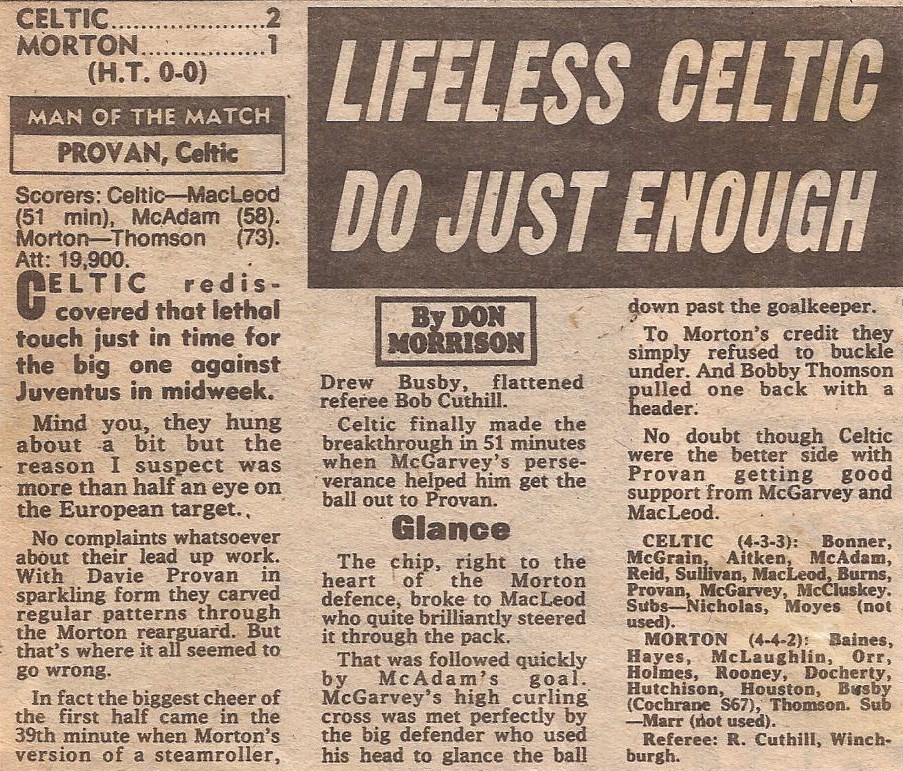 CELTIC....................2
MORTON................1
(H.T. 0-0)
MAN OF THE MATCH
PROVAN, Celtic
Scorers: Celtic—MacLeod
(51 min), McAdam (58).
Morton—Thomson (73).
Att: 19,900.
LIFELESS CELTIC
DO JUST ENOUGH
CELTIC redis-
covered that lethal
touch just in time for
the big one against
Juventus in midweek.
Mind you, they hung
about a bit but the
reason I suspect was
more than half an eye on
the European target.
No complaints whatsoever
about their lead up work.
With Davie Provan in
sparkling form they carved
regular patterns through
the Morton rearguard. But
that's where it all seemed to
go wrong.
In fact the biggest cheer of
the first half came in the
39th minute when Morton's
version of a steamroller,
By DON
MORRISON
Drew Busby, flattened
referee Bob Cuthill.
Celtic finally made the
breakthrough in 51 minutes
when McGarvey's perse-
verance helped him get the
ball out to Provan.
Glance
The chip, right to the
heart of the Morton
defence, broke to MacLeod
who quite brilliantly steered
it through the pack.
That was followed quickly
by McAdam's goal.
McGarvey's high curling
cross was met perfectly by
the big defender who used
his head to glance the ball
down past the goalkeeper.
To Morton's credit they
simply refused to buckle
under. And Bobby Thomson
pulled one back with a
header.
No doubt though Celtic
were the better side with
Provan getting good
support from McGarvey and
MacLeod.
CELTIC (4-3-3): Bonner,
McGrain, Aitken, McAdam,
Reid, Sullivan, MacLeod, Burns,
Provan, McGarvey, McCluskey.
Subs—Nicholas, Moyes (not
used).
MORTON (4-4-2): Baines,
Hayes, McLaughlin, Orr,
Holmes, Rooney, Docherty,
Hutchison, Houston, Busby
(Cochrane S67), Thomson. Sub
—Marr (not used).
Referee: R. Cuthill, Winch-
burgh.